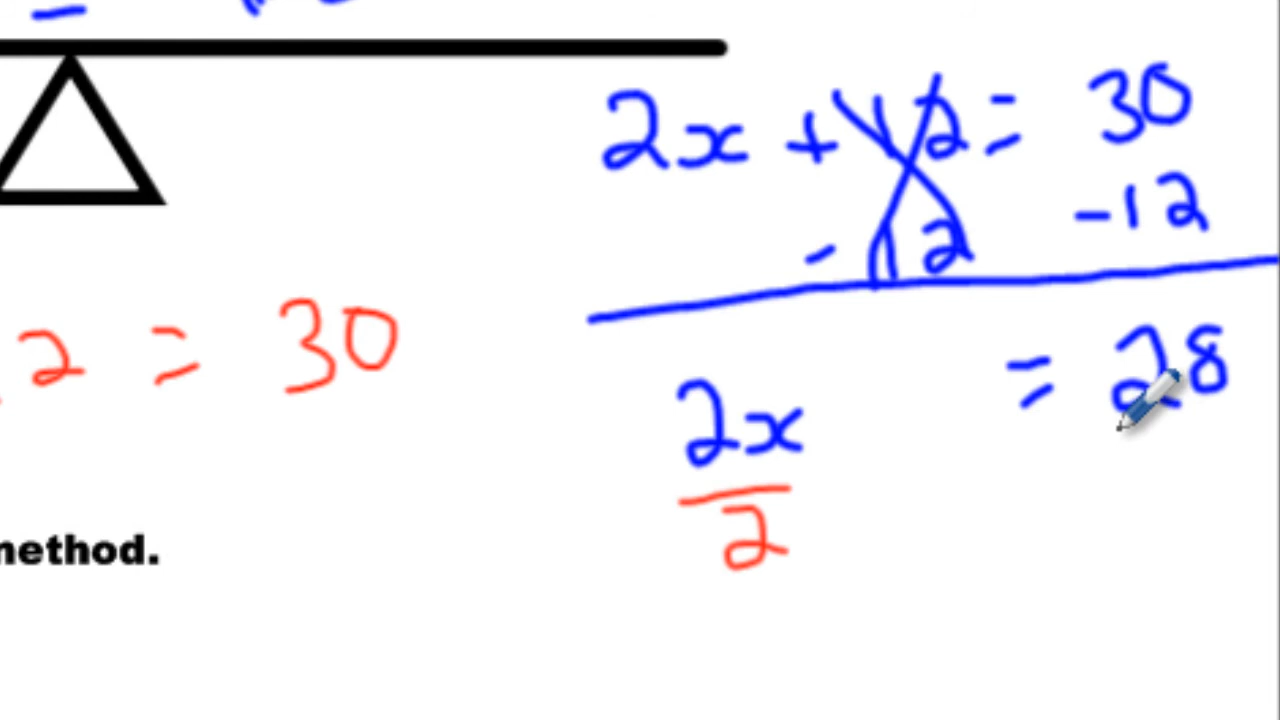 2x + 12 = 30
- 12 - 12
2 = 30
2x = 28
2
method.